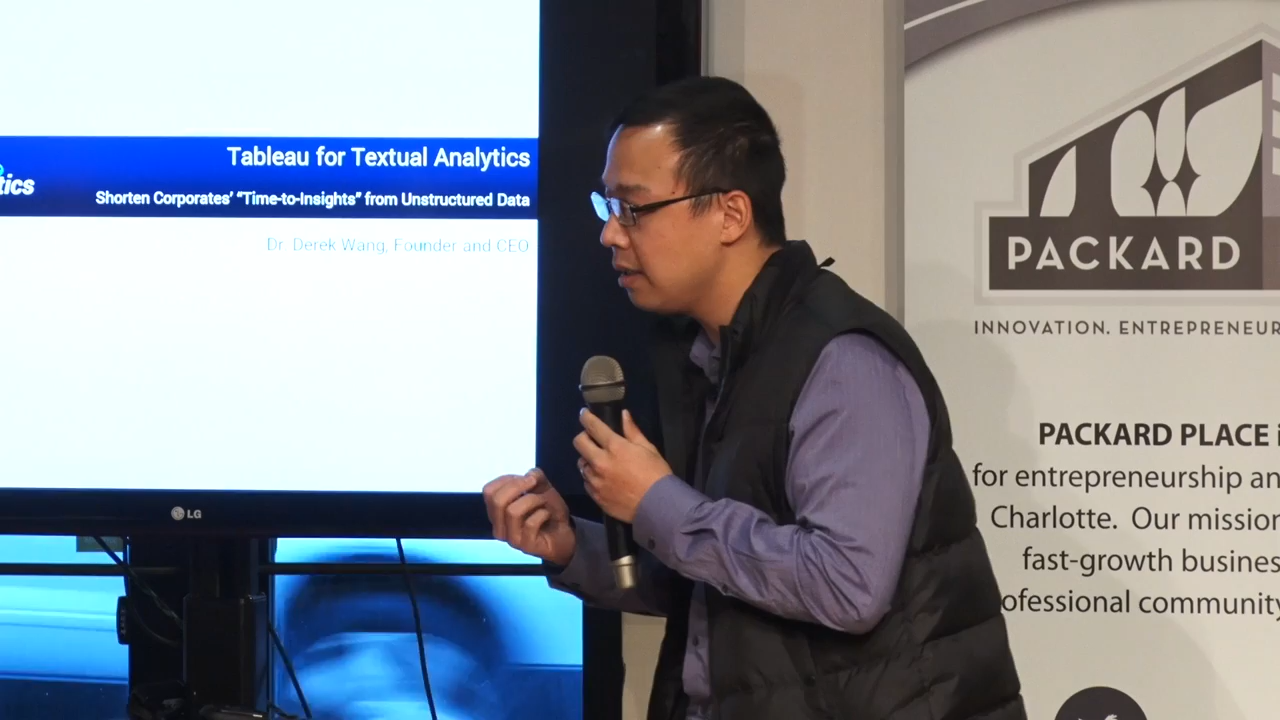 Tableau for Textual Analytics
tics
Shorten Corporates' “Time-to-Insights” from Unstructured Data
Dr. Derek Wang, Founder and CEO
LG
PACKARD
INNOVATION. ENTREPRENEUR
PACKARD PLACE i
for entrepreneurship an
Charlotte. Our mission
fast-growth busines
ofessional community